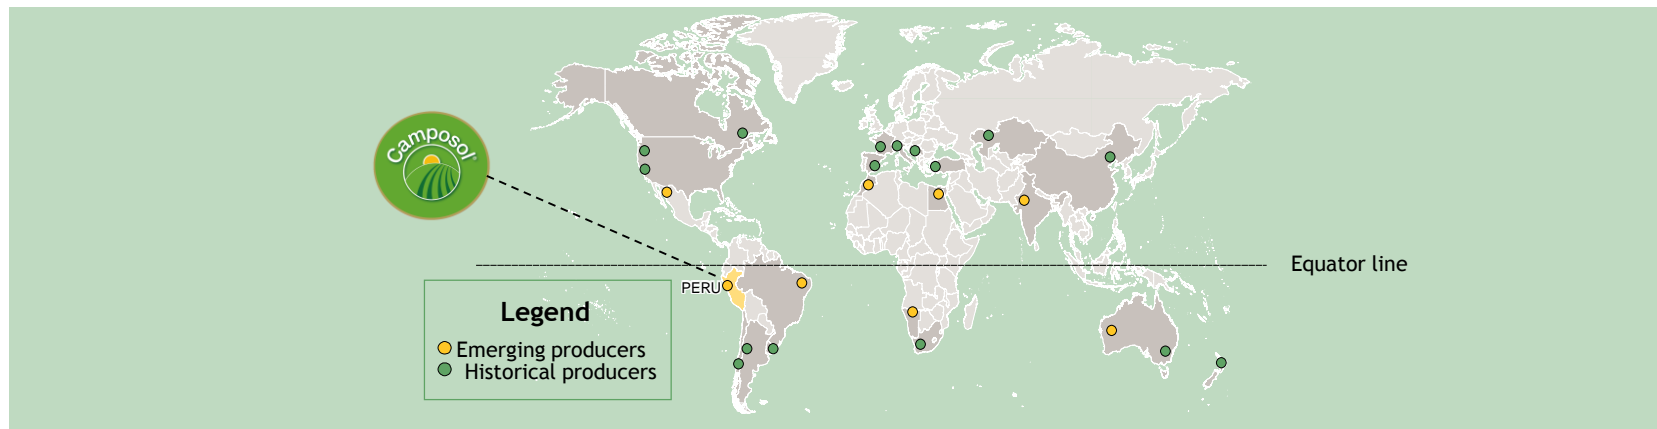 Camposol®
Equator line
PERU
Legend
Emerging producers
Historical producers